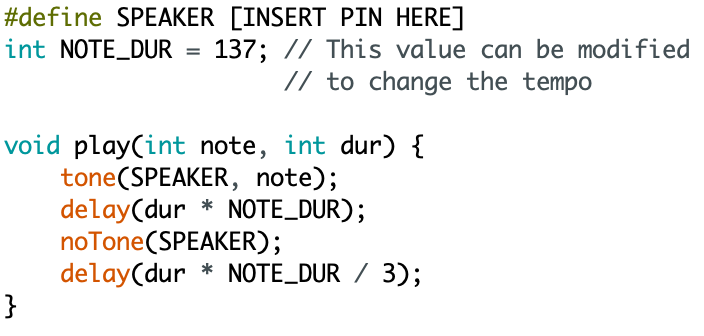 #define SPEAKER [INSERT PIN HERE]
int NOTE_DUR = 137; // This value can be modified
// to change the tempo
void play(int note, int dur) {
tone(SPEAKER, note);
delay(dur * NOTE_DUR);
noTone(SPEAKER);
delay(dur * NOTE_DUR / 3);
}